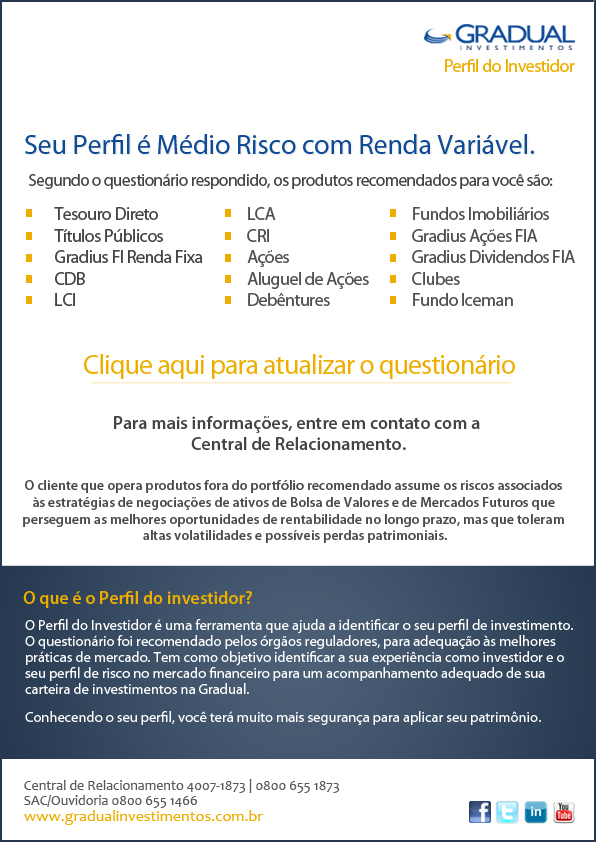 GRADUAL
INVESTIMENTOS
Perfil do Investidor
Seu Perfil é Médio Risco com Renda Variável.
Segundo o questionário respondido, os produtos recomendados para você são:
Tesouro Direto
Títulos Públicos
Gradius FI Renda Fixa
CDB
LCI
LCA
CRI
Ações
Aluguel de Ações
Debêntures
Fundos Imobiliários
Gradius Ações FIA
Gradius Dividendos FIA
Clubes
Fundo Iceman
Clique aqui para atualizar o questionário
Para mais informações, entre em contato com a
Central de Relacionamento.
O cliente que opera produtos fora do portfólio recomendado assume os riscos associados
às estratégias de negociações de ativos de Bolsa de Valores e de Mercados Futuros que
perseguem as melhores oportunidades de rentabilidade no longo prazo, mas que toleram
altas volatilidades e possíveis perdas patrimoniais.
O que é o Perfil do investidor?
O Perfil do Investidor é uma ferramenta que ajuda a identificar o seu perfil de investimento.
O questionário foi recomendado pelos órgãos reguladores, para adequação às melhores
práticas de mercado. Tem como objetivo identificar a sua experiência como investidor e o
seu perfil de risco no mercado financeiro para um acompanhamento adequado de sua
carteira de investimentos na Gradual.
Conhecendo o seu perfil, você terá muito mais segurança para aplicar seu patrimônio.
Central de Relacionamento 4007-1873 | 0800 655 1873
SAC/Ouvidoria 0800 655 1466
www.gradualinvestimentos.com.br
f t in You Tube